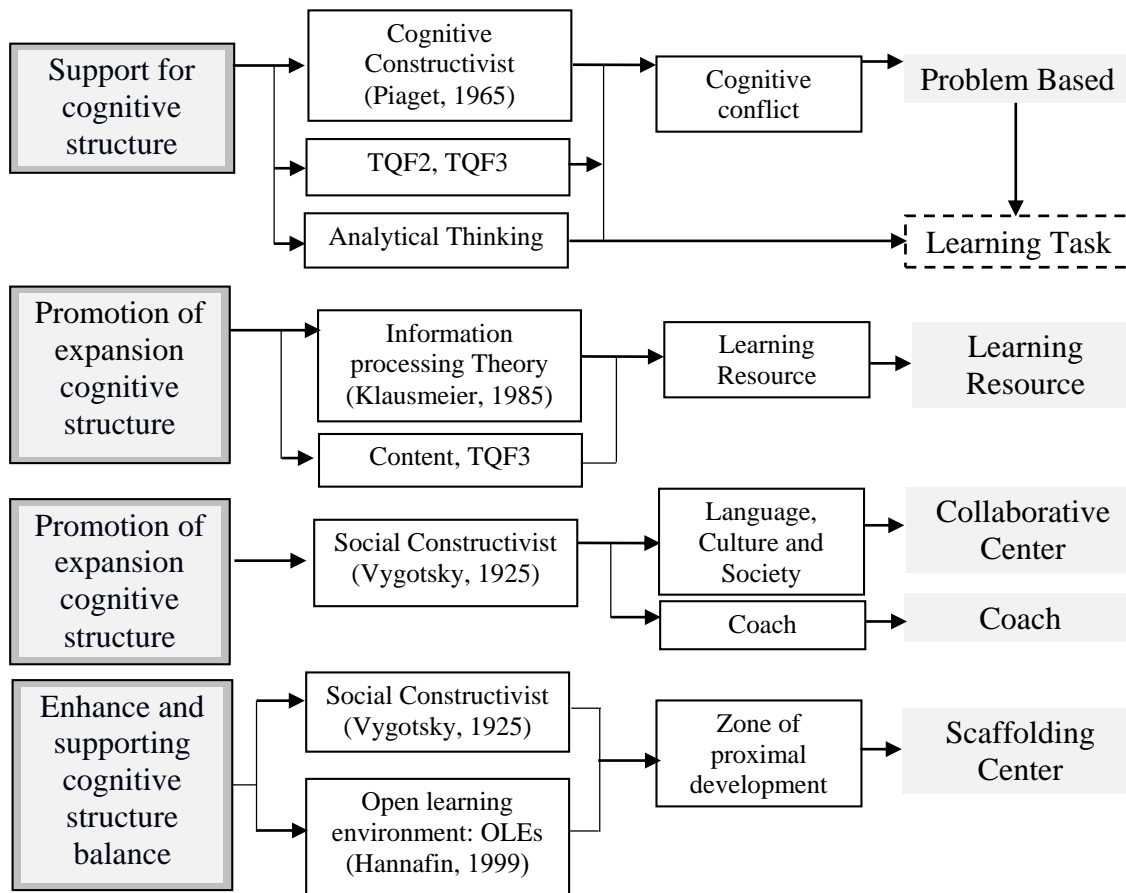 Support for
cognitive
structure
Cognitive
Constructivist
(Piaget, 1965)
TQF2, TQF3
Analytical Thinking
Cognitive
conflict
Problem Based
Learning Task
Promotion of
expansion
cognitive
structure
Information
processing Theory
(Klausmeier, 1985)
Content, TQF3
Learning
Resource
Learning
Resource
Promotion of
expansion
cognitive
structure
Social Constructivist
(Vygotsky, 1925)
Language,
Culture and
Society
Coach
Collaborative
Center
Coach
Enhance and
supporting
cognitive
structure
balance
Social Constructivist
(Vygotsky, 1925)
Open learning
environment: OLEs
(Hannafin, 1999)
Zone of
proximal
development
Scaffolding
Center